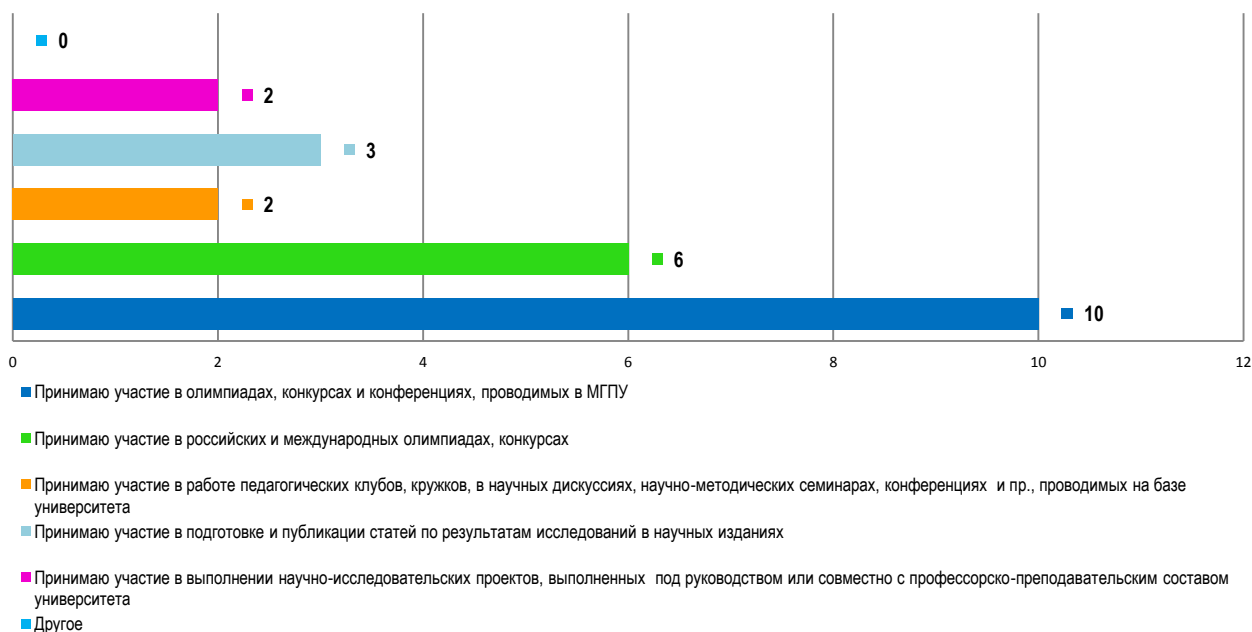 0
2
3
2
6
10
0 2 4 6 8 10 12
Принимаю участие в олимпиадах, конкурсах и конференциях, проводимых в МГПУ
Принимаю участие в российских и международных олимпиадах, конкурсах
Принимаю участие в работе педагогических клубов, кружков, в научных дискуссиях, научно-методических семинарах, конференциях и пр., проводимых на базе
университета
Принимаю участие в подготовке и публикации статей по результатам исследований в научных изданиях
Принимаю участие в выполнении научно-исследовательских проектов, выполненных под руководством или совместно с профессорско-преподавательским составом
университета
Другое